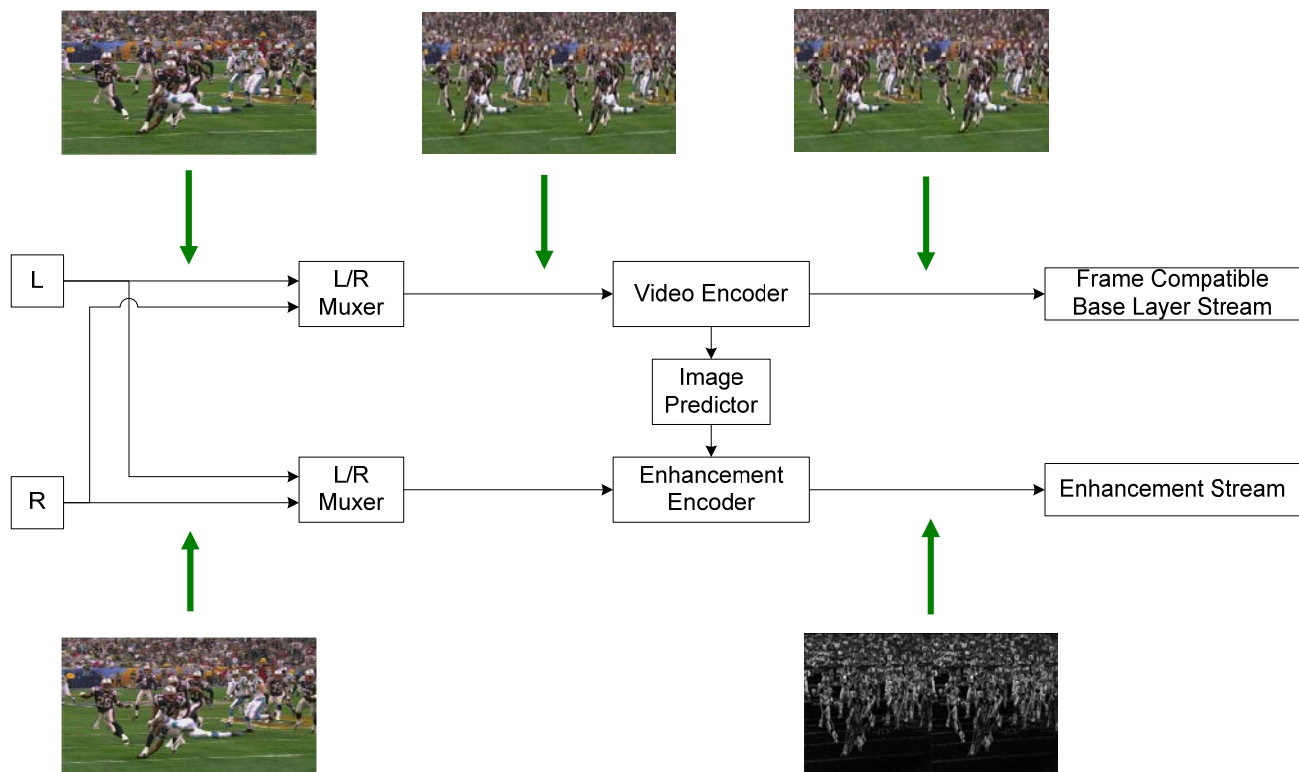 L
L/R
Muxer
Video Encoder
Frame Compatible
Base Layer Stream
Image
Predictor
R
L/R
Muxer
Enhancement
Encoder
Enhancement Stream